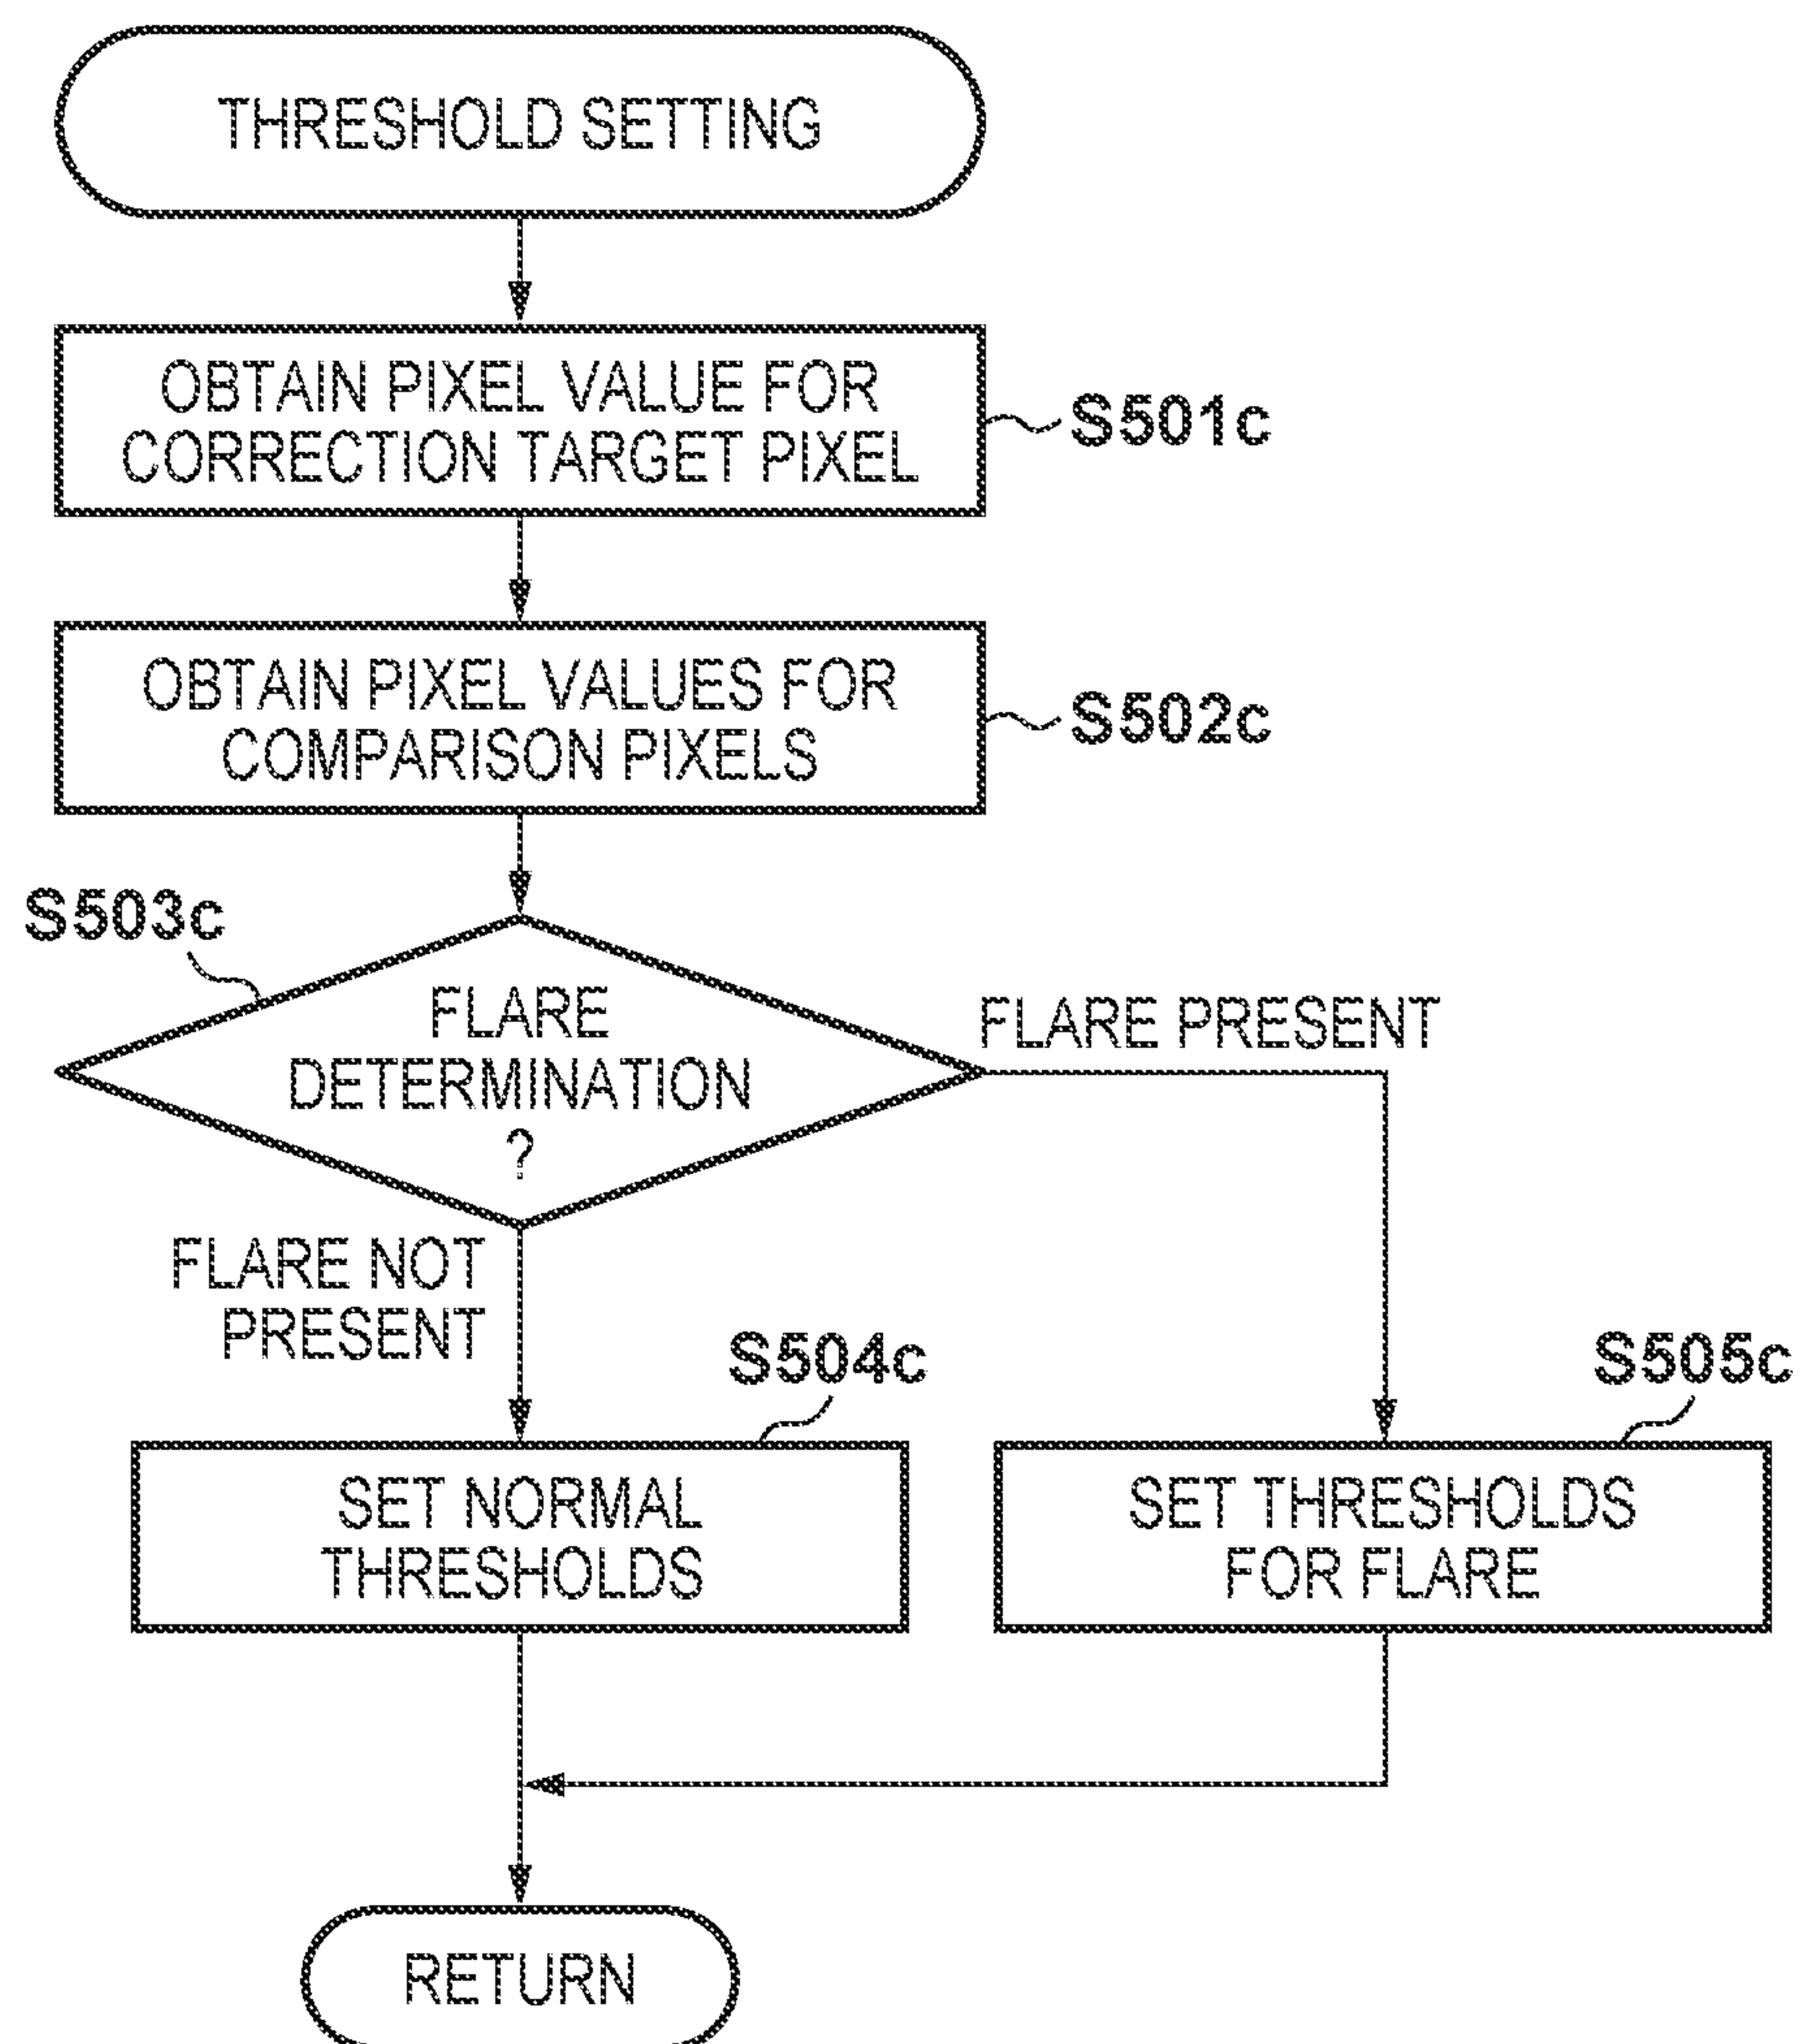 THRESHOLD SETTING
OBTAIN PIXEL VALUE FOR
CORRECTION TARGET PIXEL
S501c
OBTAIN PIXEL VALUES FOR
COMPARISON PIXELS
S502c
S503c
FLARE
DETERMINATION
?
FLARE PRESENT
FLARE NOT
PRESENT
S504c
SET NORMAL
THRESHOLDS
S505c
SET THRESHOLDS
FOR FLARE
RETURN